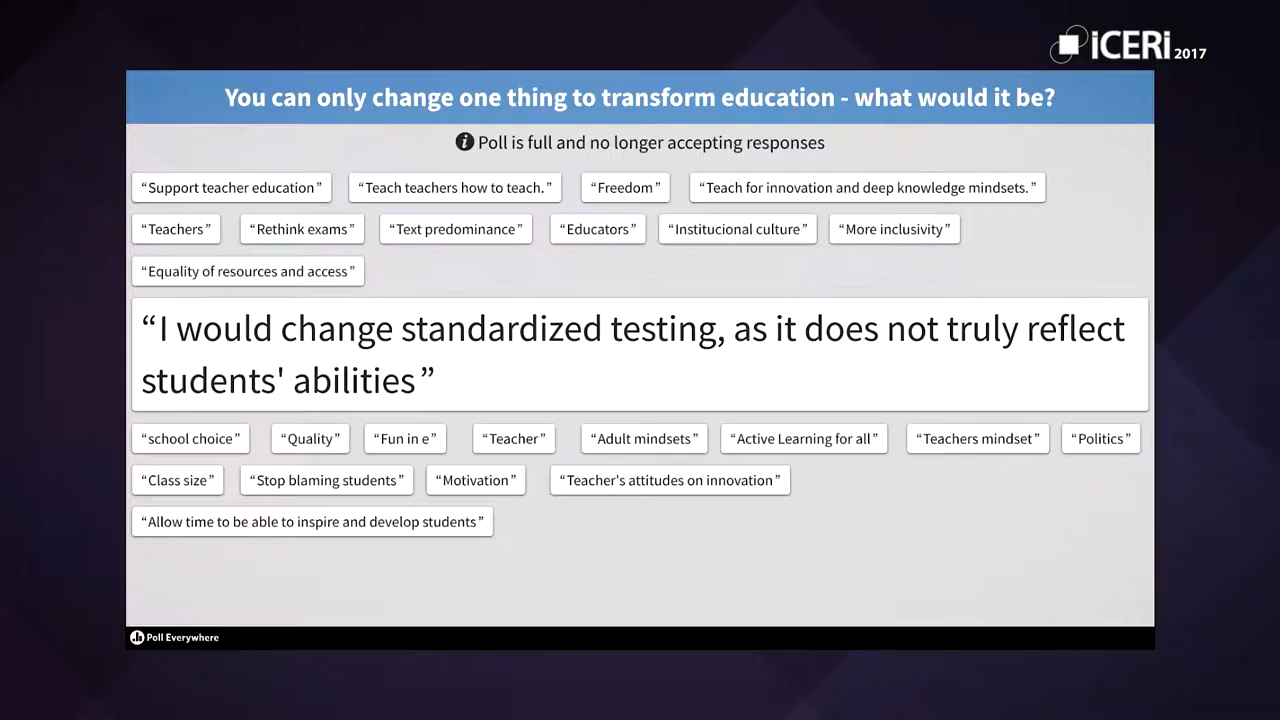 iCERi 2017
You can only change one thing to transform education - what would it be?
i Poll is full and no longer accepting responses
“Support teacher education” “Teach teachers how to teach.” “Freedom” “Teach for innovation and deep knowledge mindsets.”
“Teachers” “Rethink exams” “Text predominance” “Educators” “Institucional culture” “More inclusivity”
“Equality of resources and access”
“I would change standardized testing, as it does not truly reflect
students' abilities”
“school choice” “Quality” “Fun in e” “Teacher” “Adult mindsets” “Active Learning for all” “Teachers mindset” “Politics”
“Class size” “Stop blaming students” “Motivation” “Teacher's attitudes on innovation”
“Allow time to be able to inspire and develop students”
Poll Everywhere